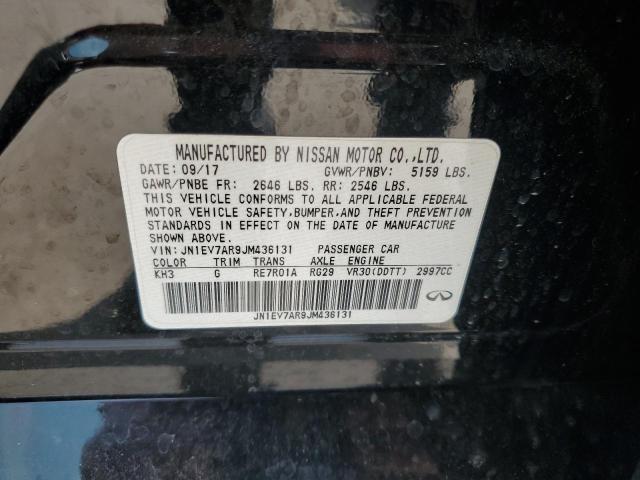 MANUFACTURED BY NISSAN MOTOR CO.,LTD.
DATE: 09/17 GVWR/PNBV: 5159 LBS.
GAWR/PNBE FR: 2646 LBS. RR: 2546 LBS.
THIS VEHICLE CONFORMS TO ALL APPLICABLE FEDERAL
MOTOR VEHICLE SAFETY,BUMPER,AND THEFT PREVENTION
STANDARDS IN EFFECT ON THE DATE OF MANUFACTURE
SHOWN ABOVE.
VIN: JN1EV7AR9JM436131 PASSENGER CAR
COLOR TRIM TRANS AXLE ENGINE
KH3 G RE7R01A RG29 VR30(DDTT) 2997CC
JN1EV7AR9JM436131